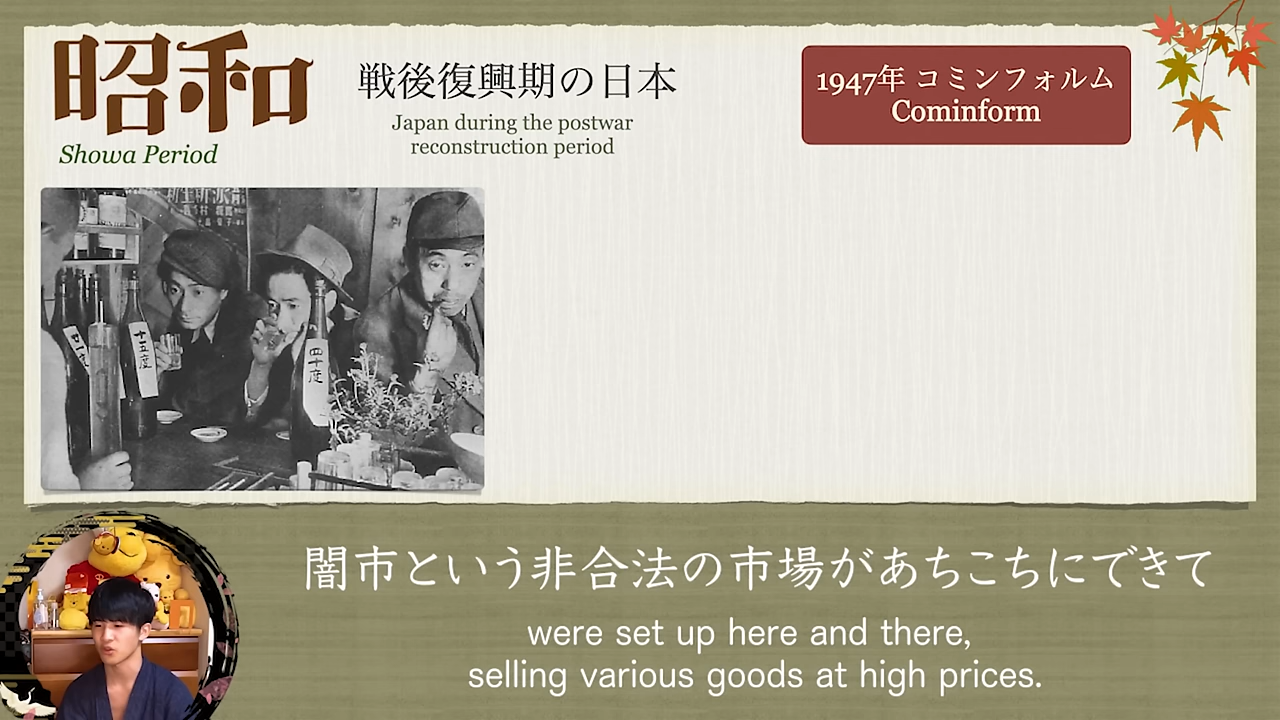 昭和
Showa Period
戦後復興期の日本
Japan during the postwar
reconstruction period
1947年 コミンフォルム
Cominform
十五度
四十度
闇市という非合法の市場があちこちにできて
were set up here and there,
selling various goods at high prices.